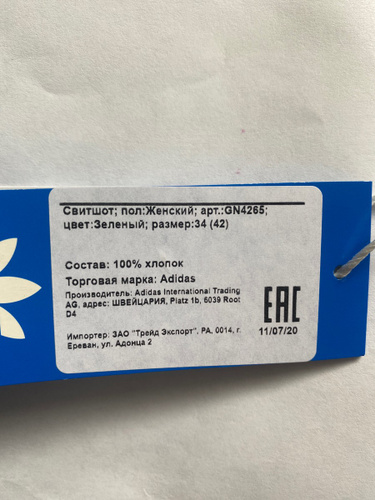 Свитшот; пол:Женский; арт.:GN4265;
цвет:Зеленый; размер:34 (42)
Состав: 100% хлопок
Торговая марка: Adidas
Производитель: Adidas International Trading
AG, адрес: ШВЕЙЦАРИЯ, Platz 1b, 6039 Root
D4
EAC
11/07/20
Импортер: ЗАО "Трейд Экспорт", РА, 0014, г.
Ереван, ул. Адонца 2